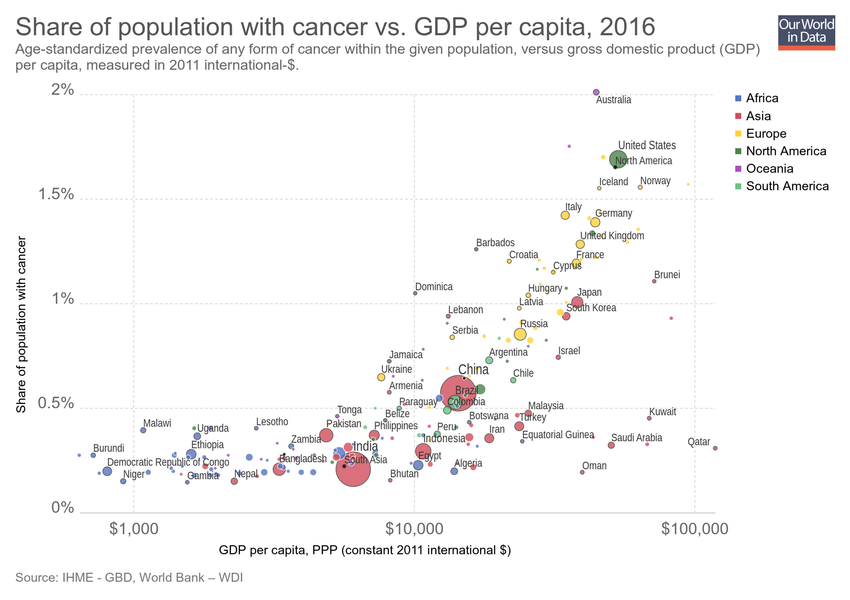 Share of population with cancer vs. GDP per capita, 2016
Our World
in Data
Age-standardized prevalence of any form of cancer within the given population, versus gross domestic product (GDP)
per capita, measured in 2011 international-$.
2%
Australia
Africa
Asia
Europe
North America
Oceania
South America
United States
North America
Iceland
Norway
1.5%
Italy
Germany
Barbados
United Kingdom
Croatia
France
Cyprus
Brunei
Dominica
Hungary
Japan
1%
Latvia
Lebanon
South Korea
Serbia
Russia
Jamaica
Argentina
Israel
Ukraine
China
Chile
Armenia
Brazil
Paraguay
Colombia
0.5%
Tonga
Belize
Botswana
Malaysia
Kuwait
Malawi
Uganda
Lesotho
Pakistan
Philippines
Peru
Iran
Turkey
Zambia
Indonesia
Equatorial Guinea
Saudi Arabia
Qatar
Burundi
Ethiopia
India
Democratic Republic of Congo
Bangladesh
South Asia
Egypt
Algeria
Oman
Niger
Gambia
Nepal
Bhutan
0%
$1,000
$10,000
$100,000
Share of population with cancer
GDP per capita, PPP (constant 2011 international $)
Source: IHME - GBD, World Bank – WDI